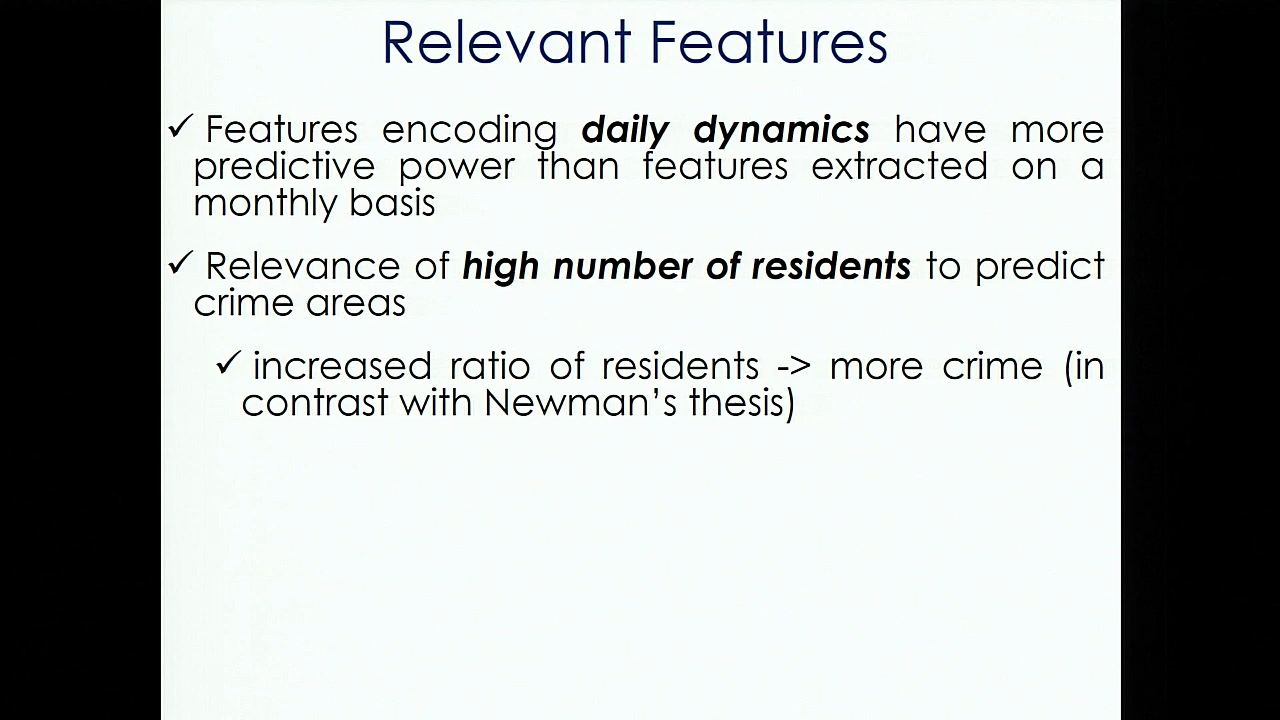 Relevant Features
✓ Features encoding daily dynamics have more
predictive power than features extracted on a
monthly basis
✓ Relevance of high number of residents to predict
crime areas
✓ increased ratio of residents -> more crime (in
contrast with Newman's thesis)